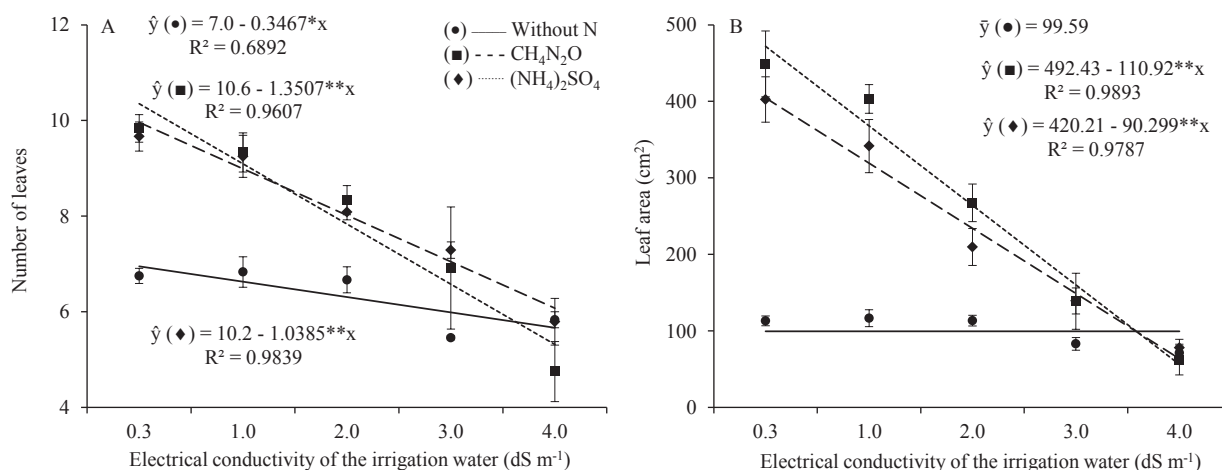 A
ŷ (●) = 7.0 - 0.3467*x
R² = 0.6892
ŷ (■) = 10.6 - 1.3507**x
R² = 0.9607
ŷ (♦) = 10.2 - 1.0385**x
R² = 0.9839
(●) —— Without N
(■) - - - CH₄N₂O
(♦) ········ (NH₄)₂SO₄
Number of leaves
12
10
8
6
4
0.3 1.0 2.0 3.0 4.0
Electrical conductivity of the irrigation water (dS m⁻¹)
B
ȳ (●) = 99.59
ŷ (■) = 492.43 - 110.92**x
R² = 0.9893
ŷ (♦) = 420.21 - 90.299**x
R² = 0.9787
Leaf area (cm²)
500
400
300
200
100
0
0.3 1.0 2.0 3.0 4.0
Electrical conductivity of the irrigation water (dS m⁻¹)